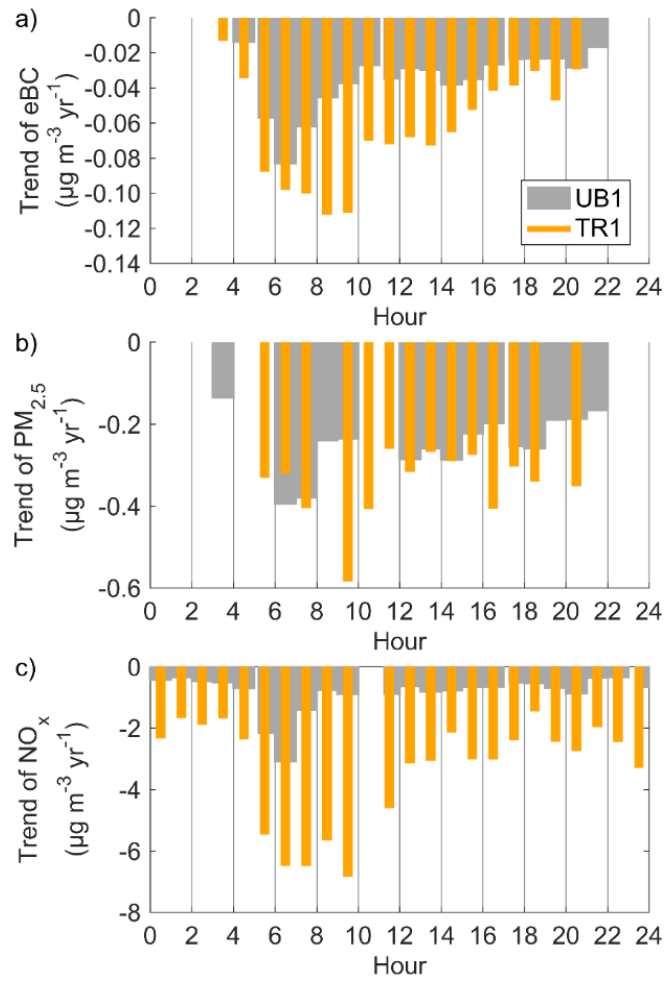 a)
Trend of eBC
(µg m-3 yr-1)
0
-0.02
-0.04
-0.06
-0.08
-0.10
-0.12
-0.14
UB1
TR1
0 2 4 6 8 10 12 14 16 18 20 22 24
Hour
b)
Trend of PM2.5
(µg m-3 yr-1)
0
-0.2
-0.4
-0.6
0 2 4 6 8 10 12 14 16 18 20 22 24
Hour
c)
Trend of NOx
(µg m-3 yr-1)
0
-2
-4
-6
-8
0 2 4 6 8 10 12 14 16 18 20 22 24
Hour